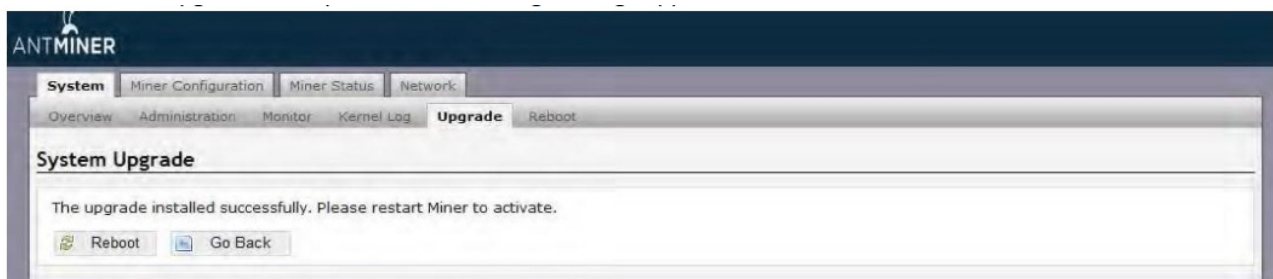 ANTMINER
System Miner Configuration Miner Status Network
Overview Administration Monitor Kernel Log Upgrade Reboot
System Upgrade
The upgrade installed successfully. Please restart Miner to activate.
Reboot Go Back